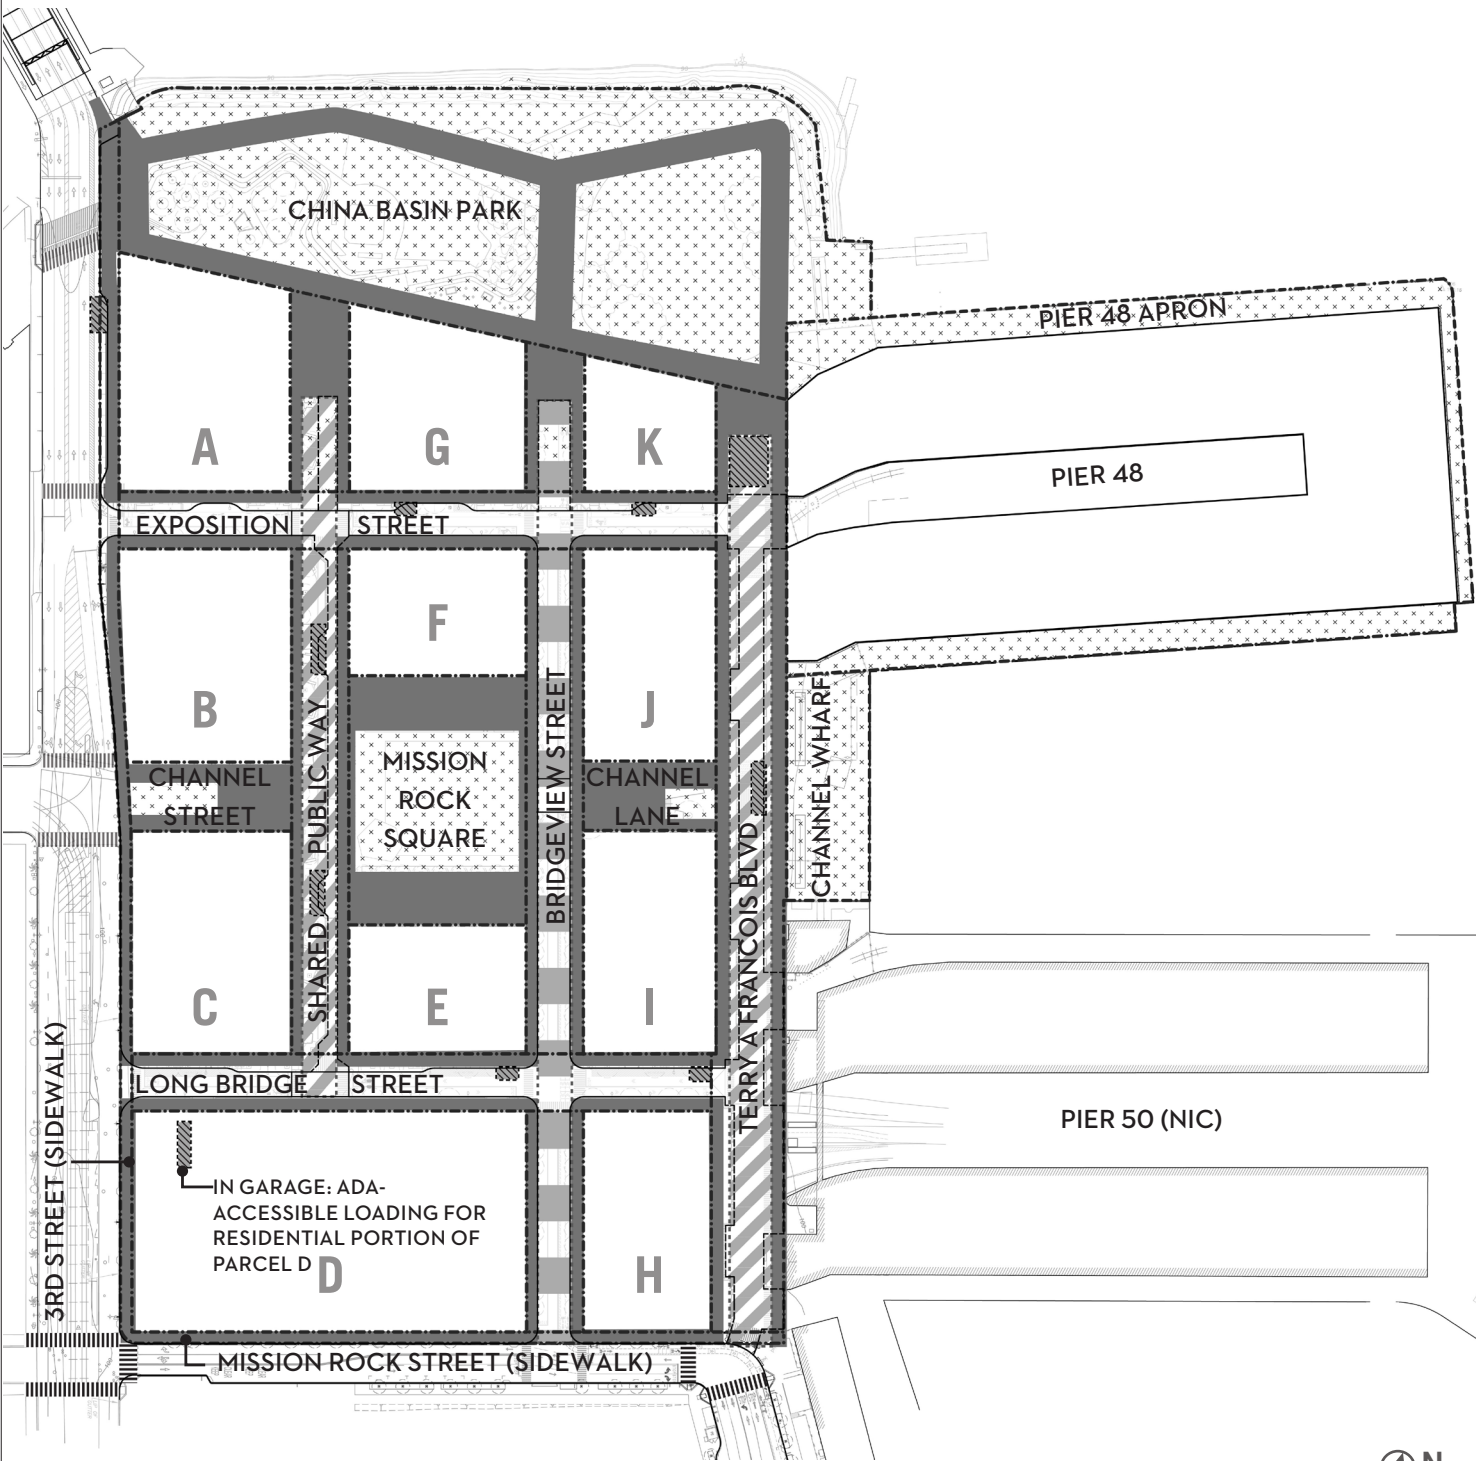 CHINA BASIN PARK
PIER 48 APRON
A
G
K
PIER 48
EXPOSITION STREET
F
B
J
SHARED PUBLIC WAY
BRIDGEVIEW STREET
TERRY A FRANCOIS BLVD
CHANNEL WHARF
CHANNEL
STREET
MISSION
ROCK
SQUARE
CHANNEL
LANE
C
E
I
LONG BRIDGE STREET
3RD STREET (SIDEWALK)
PIER 50 (NIC)
IN GARAGE: ADA-
ACCESSIBLE LOADING FOR
RESIDENTIAL PORTION OF
PARCEL D
D
H
MISSION ROCK STREET (SIDEWALK)
N